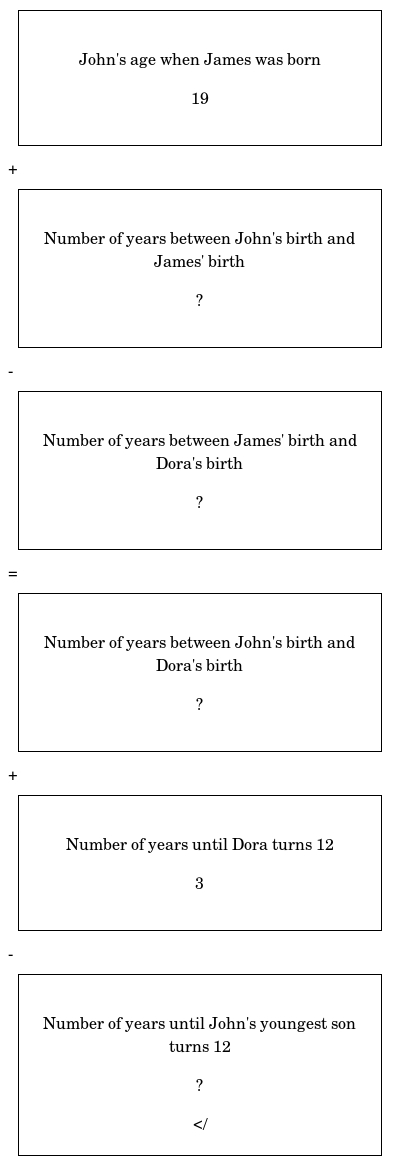 John's age when James was born
19
+
Number of years between John's birth and
James' birth
?
-
Number of years between James' birth and
Dora's birth
?
=
Number of years between John's birth and
Dora's birth
?
+
Number of years until Dora turns 12
3
-
Number of years until John's youngest son
turns 12
?
</